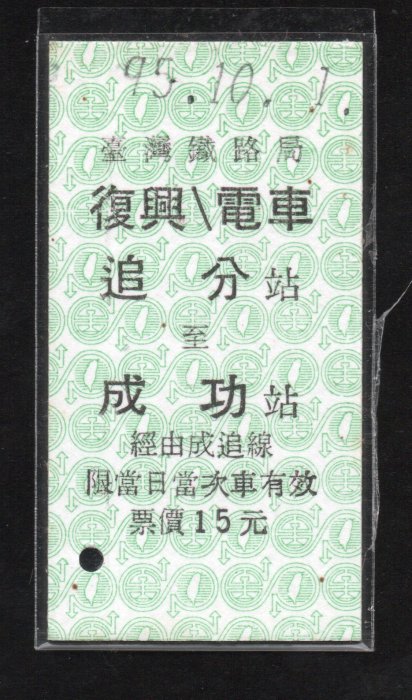 95.10.1.
臺灣鐵路局
復興\電車
追分站
至
成功站
經由成追線
限當日當次車有效
票價15元